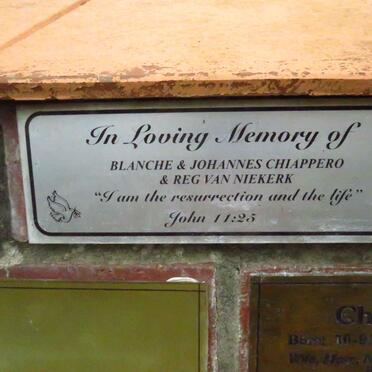 In Loving Memory of
BLANCHE & JOHANNES CHIAPPERO
& REG VAN NIEKERK
"I am the resurrection and the life"
John 11:25